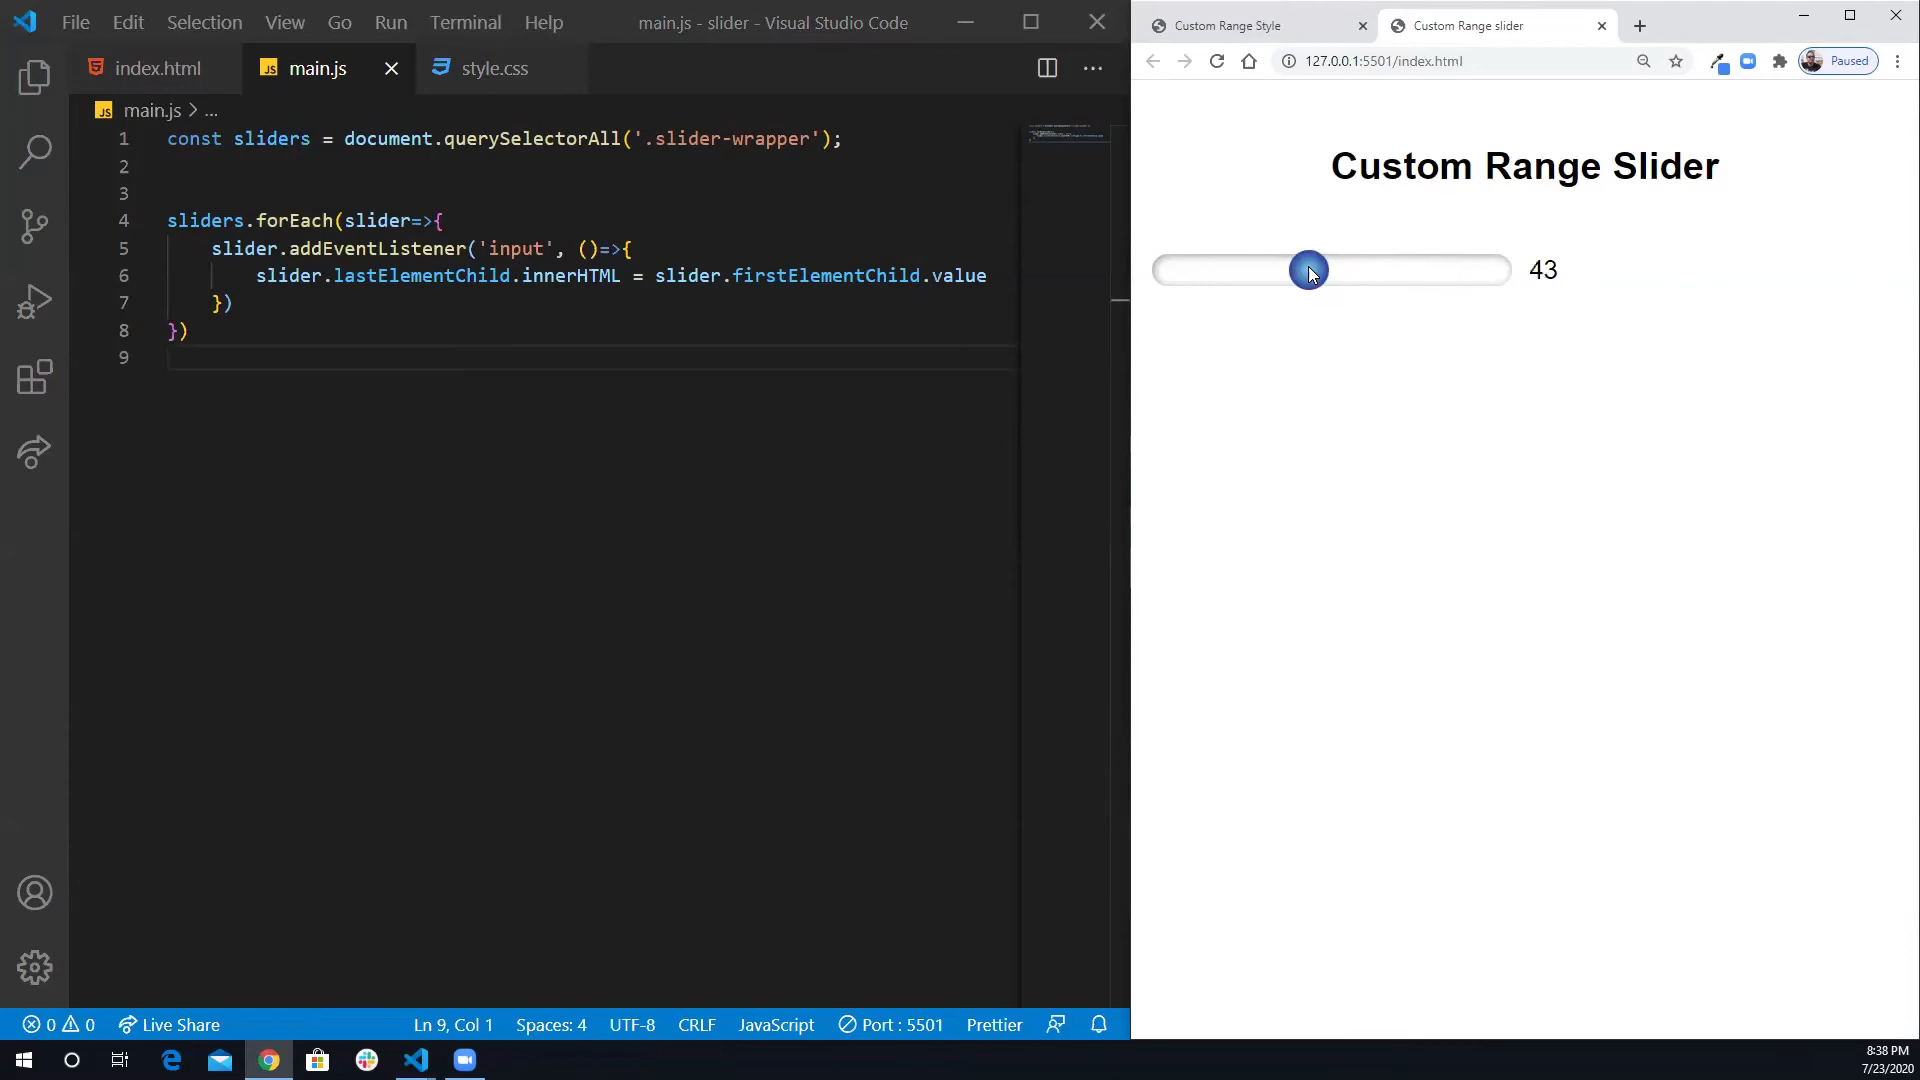 File Edit Selection View Go Run Terminal Help main.js - slider - Visual Studio Code
index.html
JS main.js
style.css
JS main.js > ...
1 const sliders = document.querySelectorAll('.slider-wrapper');
2
3
4 sliders.forEach(slider=>{
5 slider.addEventListener('input', ()=>{
6 slider.lastElementChild.innerHTML = slider.firstElementChild.value
7 })
8 })
9
0 0 Live Share Ln 9, Col 1 Spaces: 4 UTF-8 CRLF JavaScript Port : 5501 Prettier
Custom Range Style
Custom Range slider
127.0.0.1:5501/index.html
Paused
Custom Range Slider
43
8:38 PM
7/23/2020